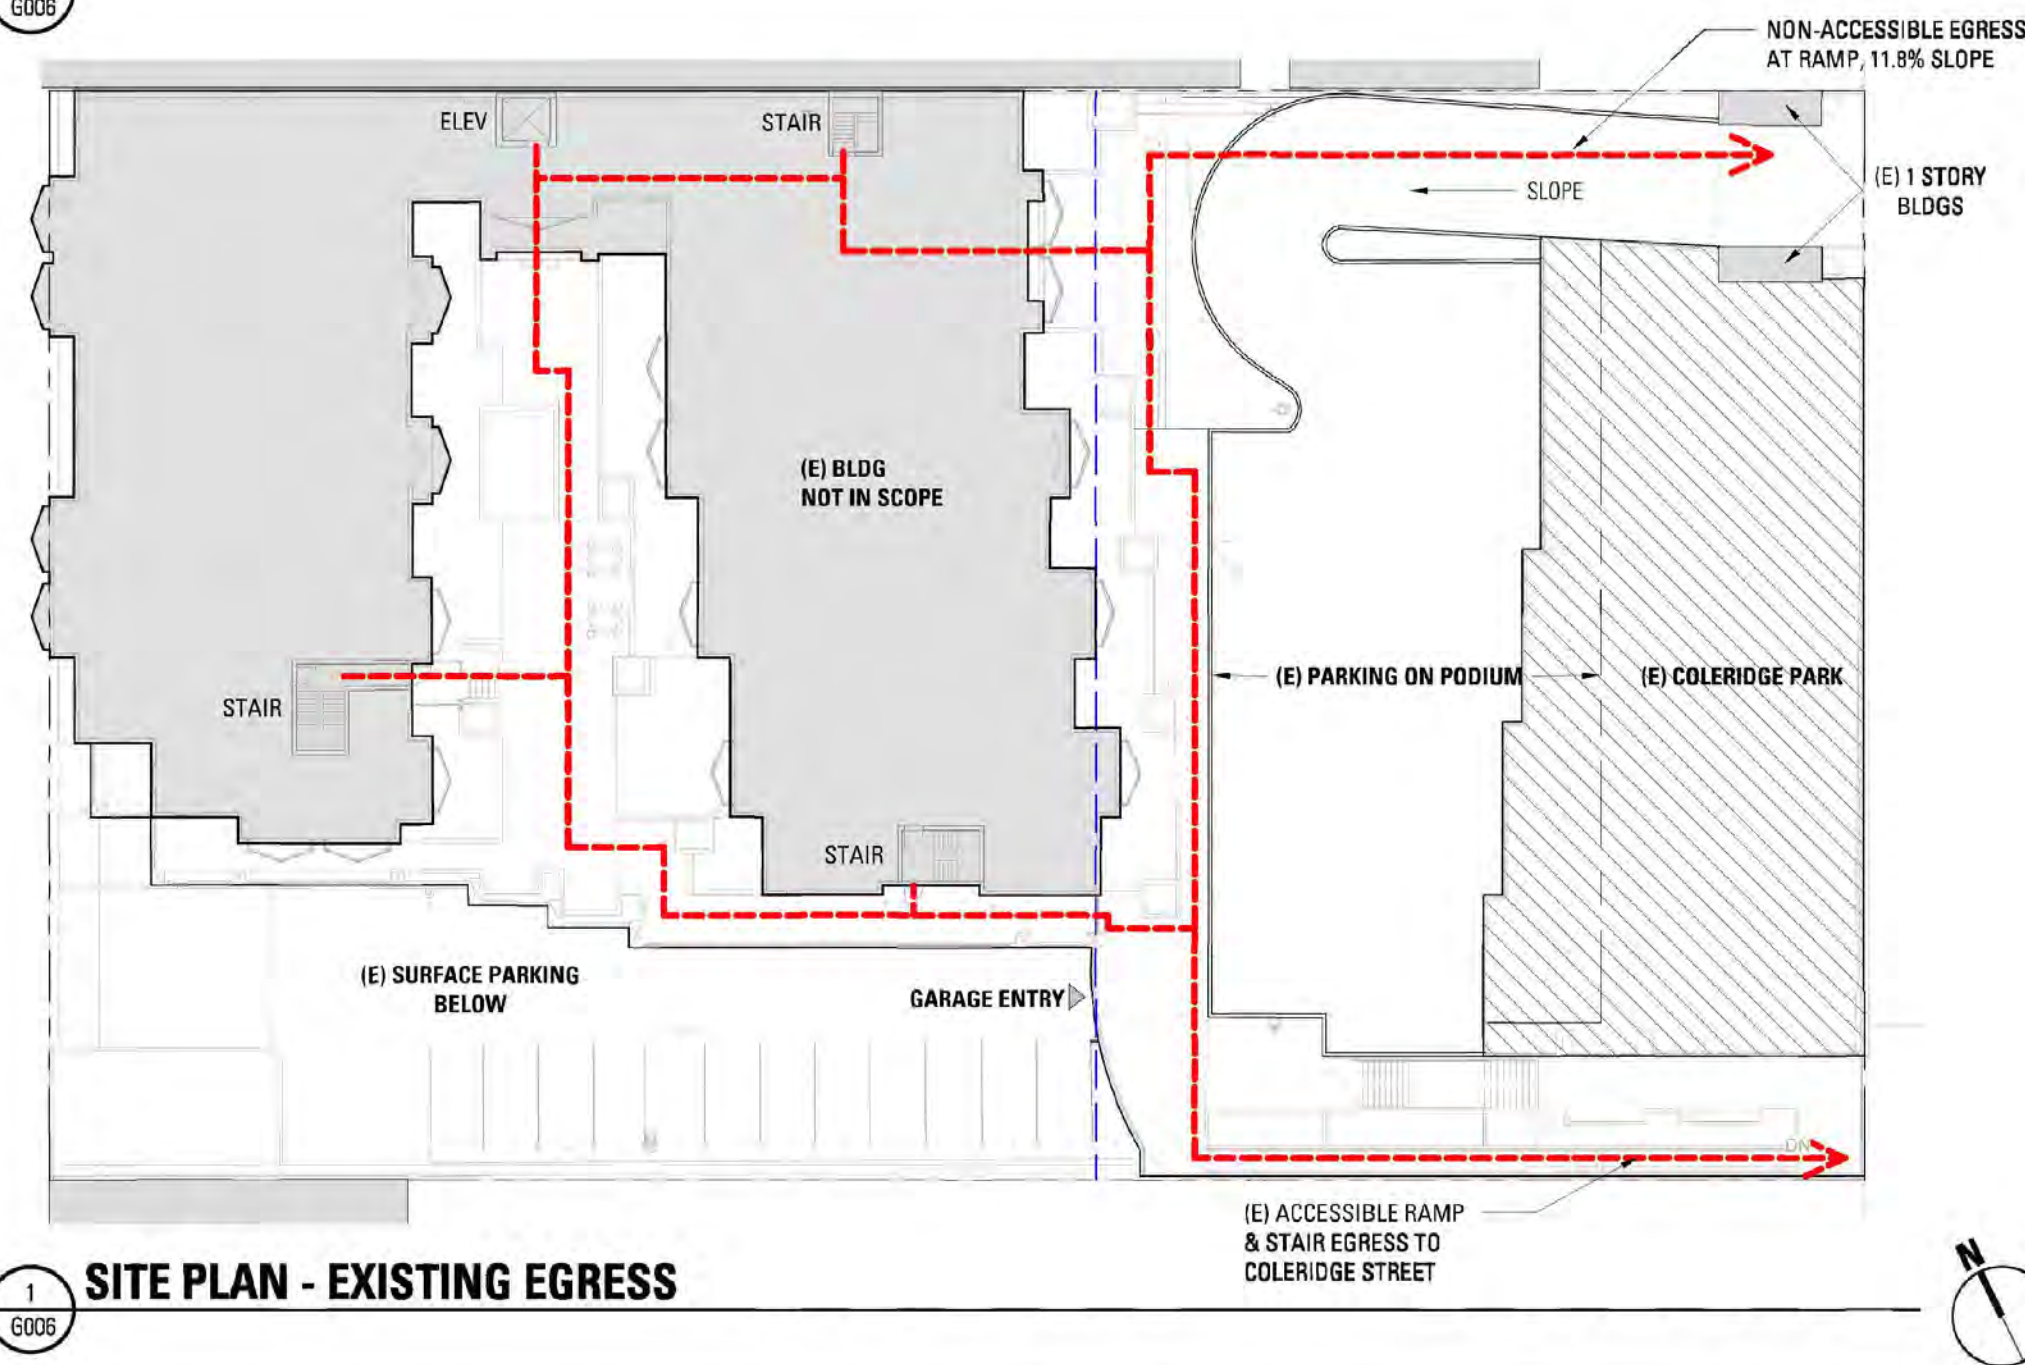 G006
NON-ACCESSIBLE EGRESS
AT RAMP, 11.8% SLOPE
ELEV
STAIR
SLOPE
(E) 1 STORY
BLDGS
(E) BLDG
NOT IN SCOPE
(E) PARKING ON PODIUM
(E) COLERIDGE PARK
STAIR
STAIR
(E) SURFACE PARKING
BELOW
GARAGE ENTRY
DN
(E) ACCESSIBLE RAMP
& STAIR EGRESS TO
COLERIDGE STREET
N
1
SITE PLAN - EXISTING EGRESS
G006